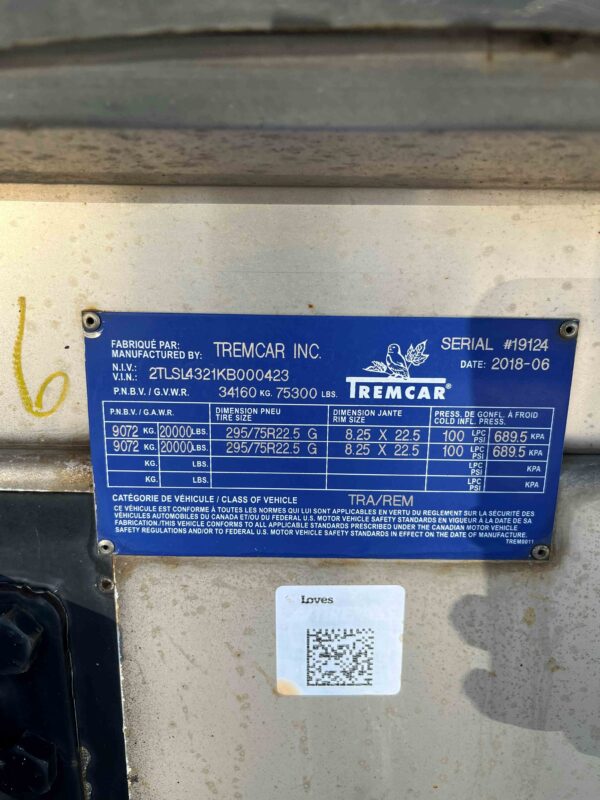 6
FABRIQUÉ PAR:
MANUFACTURED BY: TREMCAR INC.
SERIAL #19124
N.I.V.:
V.I.N.: 2TLSL4321KB000423
DATE: 2018-06
P.N.B.V. / G.V.W.R. 34160 KG. 75300 LBS.
TREMCAR®
P.N.B.V. / G.A.W.R. DIMENSION PNEU TIRE SIZE DIMENSION JANTE RIM SIZE PRESS. DE GONFL. À FROID COLD INFL. PRESS.
9072 KG. 20000 LBS. 295/75R22.5 G 8.25 X 22.5 100 LPC PSI 689.5 KPA
9072 KG. 20000 LBS. 295/75R22.5 G 8.25 X 22.5 100 LPC PSI 689.5 KPA
KG. LBS. LPC PSI KPA
KG. LBS. LPC PSI KPA
CATÉGORIE DE VÉHICULE / CLASS OF VEHICLE TRA/REM
CE VÉHICULE EST CONFORME À TOUTES LES NORMES QUI LUI SONT APPLICABLES EN VERTU DU REGLEMENT SUR LA SÉCURITÉ DES
VÉHICULES AUTOMOBILES DU CANADA ET/OU DU FEDERAL U.S. MOTOR VEHICLE SAFETY STANDARDS EN VIGUEUR À LA DATE DE SA
FABRICATION./THIS VEHICLE CONFORMS TO ALL APPLICABLE STANDARDS PRESCRIBED UNDER THE CANADIAN MOTOR VEHICLE
SAFETY REGULATIONS AND/OR TO FEDERAL U.S. MOTOR VEHICLE SAFETY STANDARDS IN EFFECT ON THE DATE OF MANUFACTURE.
TREM0011
Loves